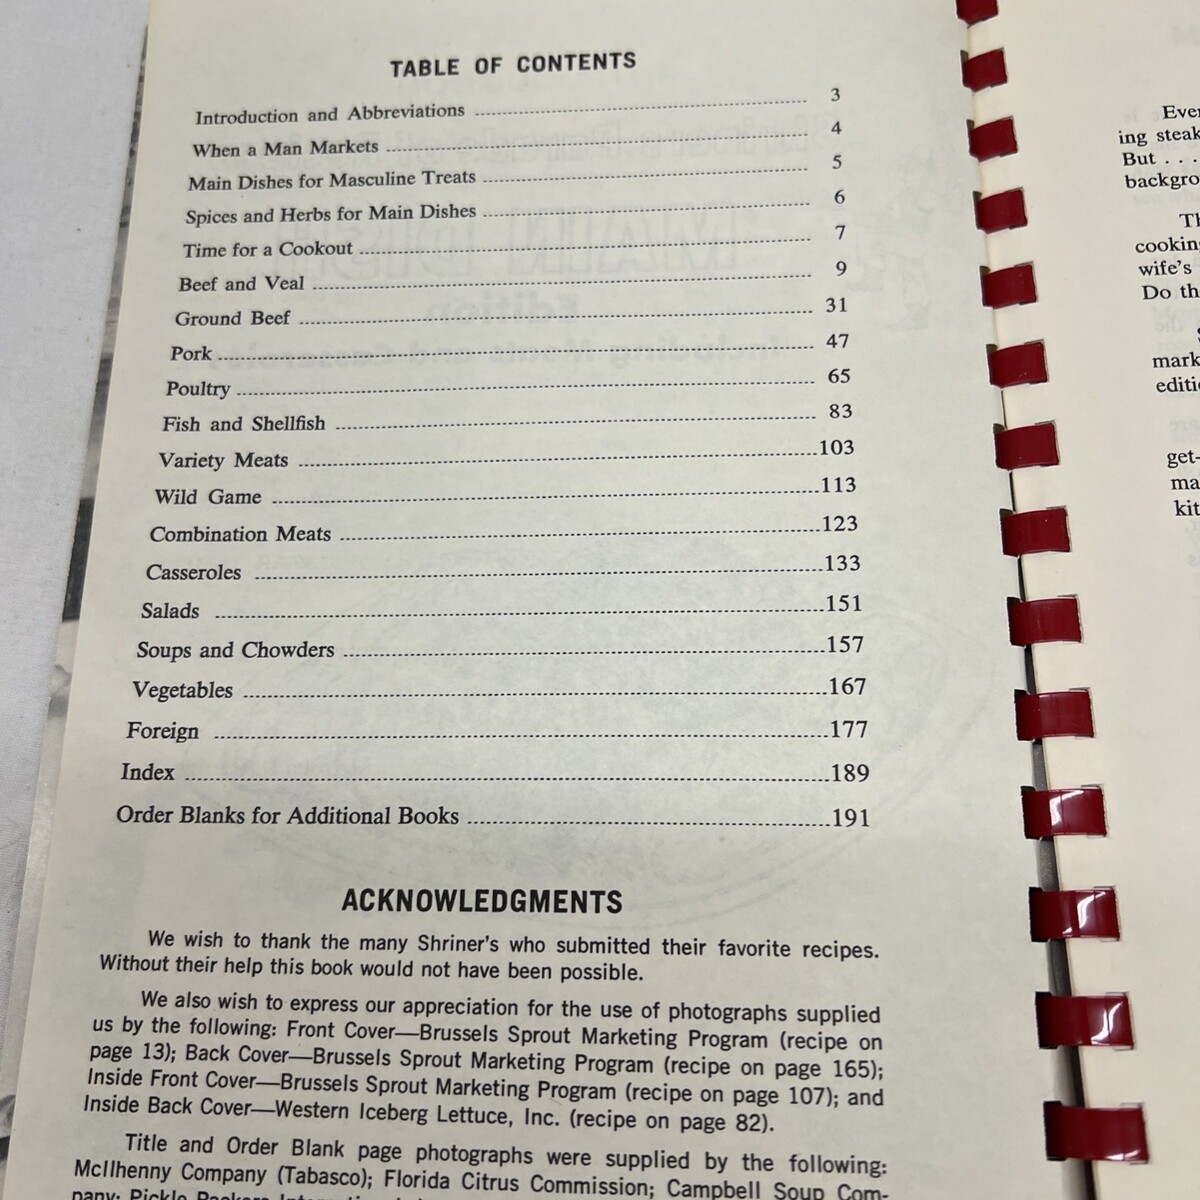 TABLE OF CONTENTS
Introduction and Abbreviations 3
When a Man Markets 4
Main Dishes for Masculine Treats 5
Spices and Herbs for Main Dishes 6
Time for a Cookout 7
Beef and Veal 9
Ground Beef 31
Pork 47
Poultry 65
Fish and Shellfish 83
Variety Meats 103
Wild Game 113
Combination Meats 123
Casseroles 133
Salads 151
Soups and Chowders 157
Vegetables 167
Foreign 177
Index 189
Order Blanks for Additional Books 191
ACKNOWLEDGMENTS
We wish to thank the many Shriner's who submitted their favorite recipes.
Without their help this book would not have been possible.
We also wish to express our appreciation for the use of photographs supplied
us by the following: Front Cover—Brussels Sprout Marketing Program (recipe on
page 13); Back Cover—Brussels Sprout Marketing Program (recipe on page 165);
Inside Front Cover—Brussels Sprout Marketing Program (recipe on page 107); and
Inside Back Cover—Western Iceberg Lettuce, Inc. (recipe on page 82).
Title and Order Blank page photographs were supplied by the following:
McIlhenny Company (Tabasco); Florida Citrus Commission; Campbell Soup Com-
pany; Pickle Packers
Ever
ing steak
But . . .
backgro
Th
cooking
wife's
Do th
mark
editi
get-
ma
kit